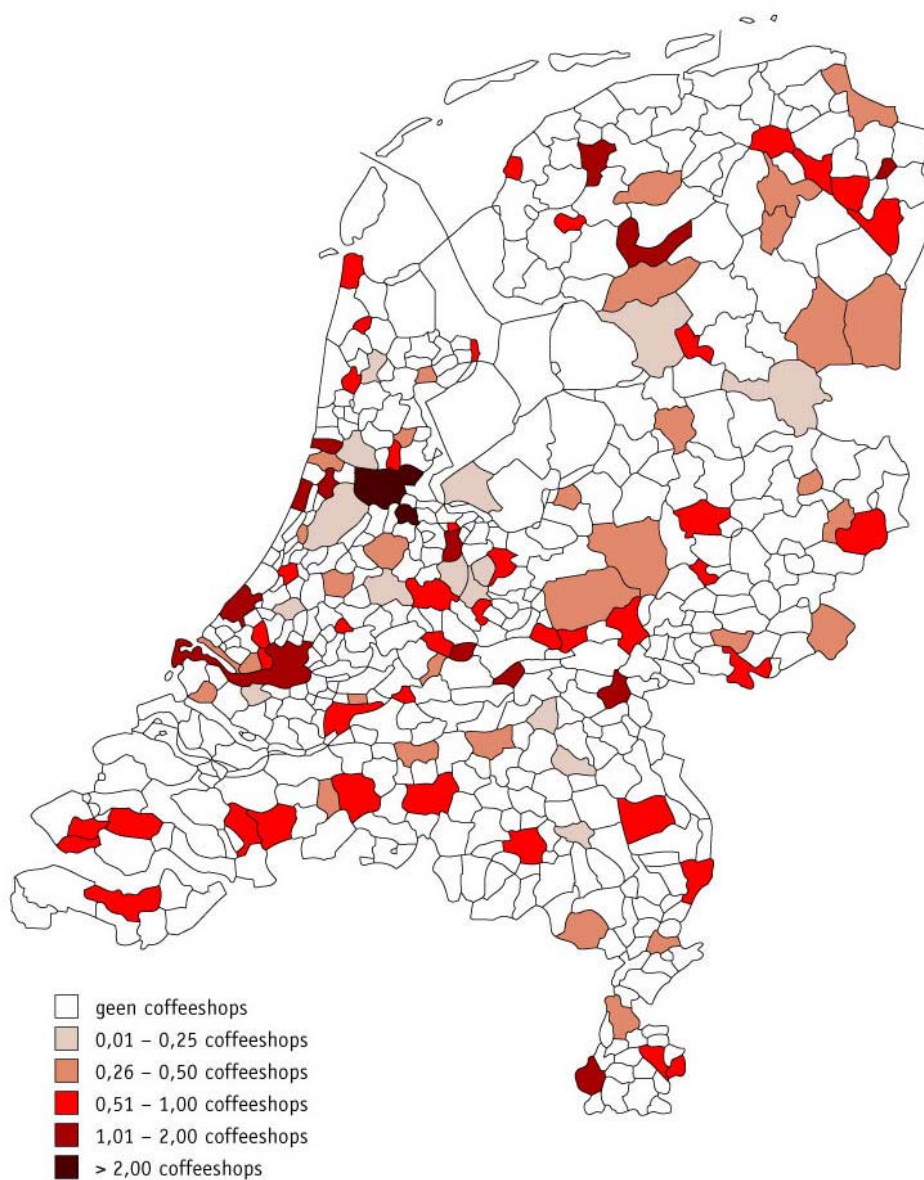 geen coffeeshops
0,01 – 0,25 coffeeshops
0,26 – 0,50 coffeeshops
0,51 – 1,00 coffeeshops
1,01 – 2,00 coffeeshops
> 2,00 coffeeshops